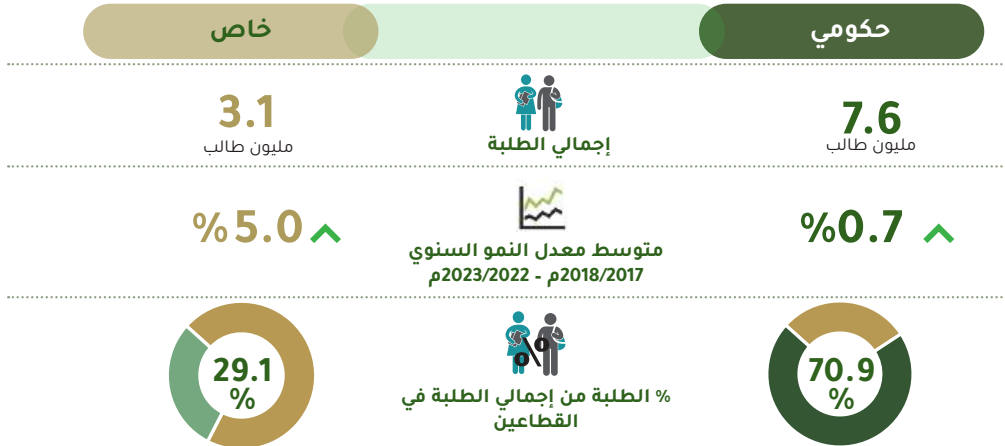 حكومي
خاص
7.6
مليون طالب
إجمالي الطلبة
3.1
مليون طالب
%0.7
متوسط معدل النمو السنوي
2018/2017م - 2023/2022م
%5.0
70.9
%
%
% الطلبة من إجمالي الطلبة في
القطاعين
29.1
%